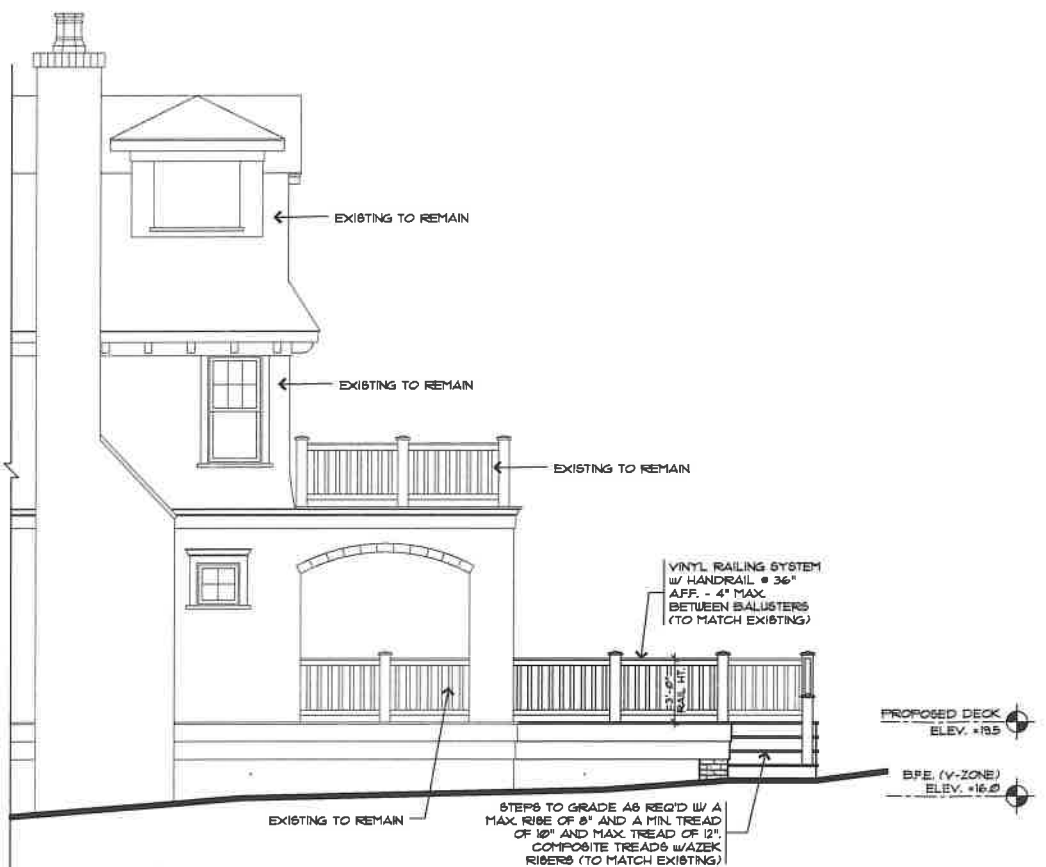 EXISTING TO REMAIN
EXISTING TO REMAIN
EXISTING TO REMAIN
VINYL RAILING SYSTEM
W/ HANDRAIL @ 36"
A.F.F. - 4" MAX.
BETWEEN BALUSTERS
(TO MATCH EXISTING)
3'-0"
RAIL HT.
PROPOSED DECK
ELEV. =19.5
B.F.E. (V-ZONE)
ELEV. =16.0
EXISTING TO REMAIN
STEPS TO GRADE AS REQ'D W/ A
MAX. RISE OF 8" AND A MIN. TREAD
OF 10" AND MAX. TREAD OF 12".
COMPOSITE TREADS W/AZEK
RISERS (TO MATCH EXISTING)